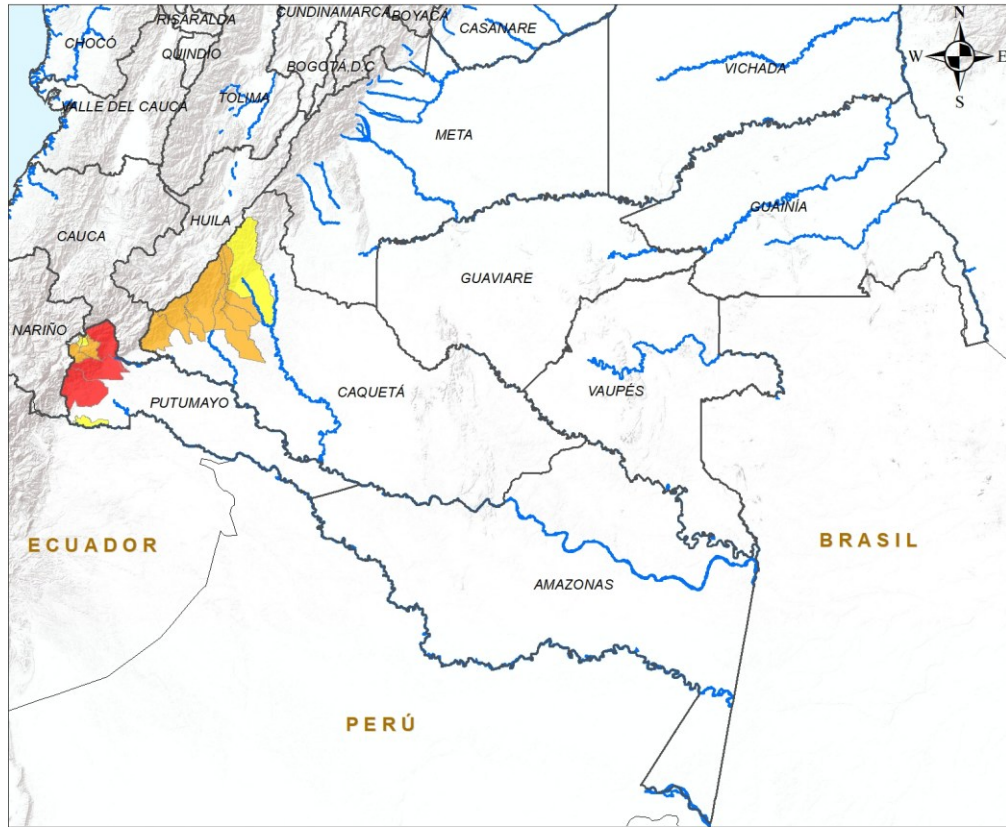 CUNDINAMARCA
BOYACÁ
RISARALDA
CASANARE
N
CHOCÓ
QUINDIO
BOGOTÁ D.C
W
E
VICHADA
S
VALLE DEL CAUCA
TOLIMA
META
GUAINÍA
HUILA
CAUCA
GUAVIARE
NARIÑO
CAQUETÁ
VAUPÉS
PUTUMAYO
ECUADOR
BRASIL
AMAZONAS
PERÚ